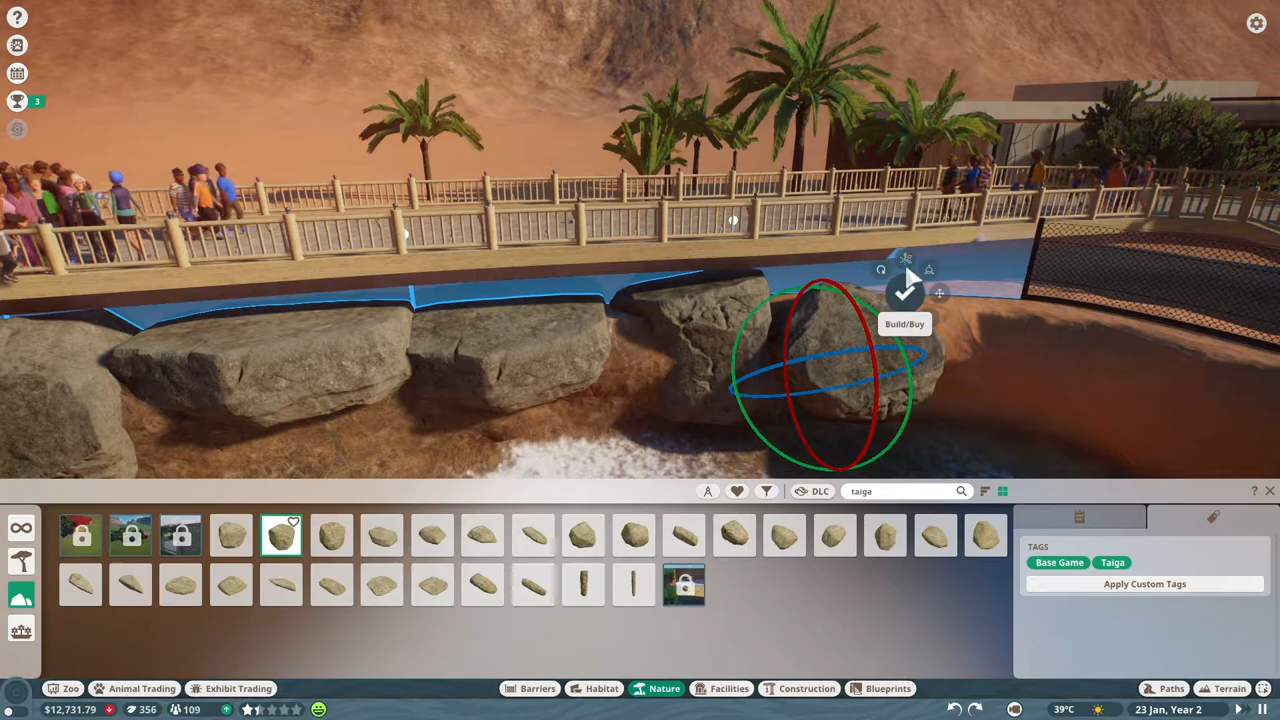 ?
3
Build/Buy
DLC
taiga
? ×
TAGS
Base Game Taiga
Apply Custom Tags
Zoo Animal Trading Exhibit Trading Barriers Habitat Nature Facilities Construction Blueprints Paths Terrain
$12,731.79 356 109 39°C 23 Jan, Year 2